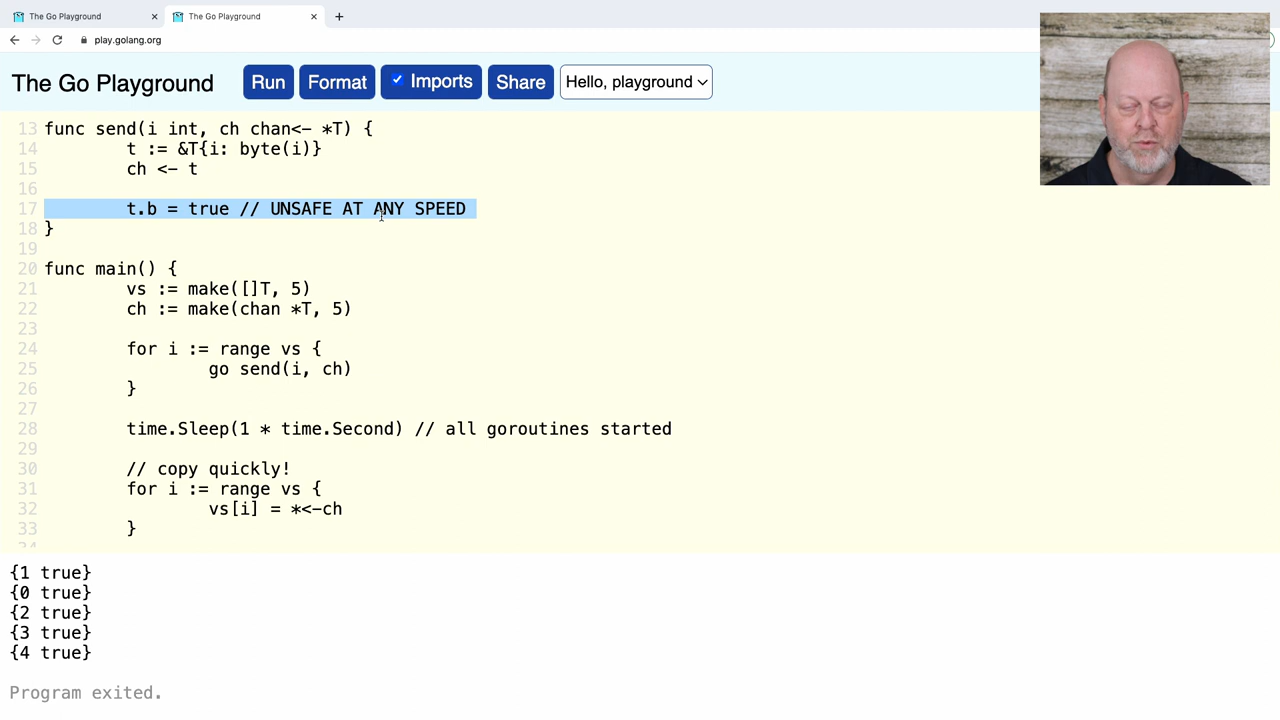 The Go Playground
The Go Playground
play.golang.org
The Go Playground Run Format Imports Share Hello, playground
13 func send(i int, ch chan<- *T) {
14 t := &T{i: byte(i)}
15 ch <- t
16
17 t.b = true // UNSAFE AT ANY SPEED
18 }
19
20 func main() {
21 vs := make([]T, 5)
22 ch := make(chan *T, 5)
23
24 for i := range vs {
25 go send(i, ch)
26 }
27
28 time.Sleep(1 * time.Second) // all goroutines started
29
30 // copy quickly!
31 for i := range vs {
32 vs[i] = *<-ch
33 }
34
{1 true}
{0 true}
{2 true}
{3 true}
{4 true}
Program exited.